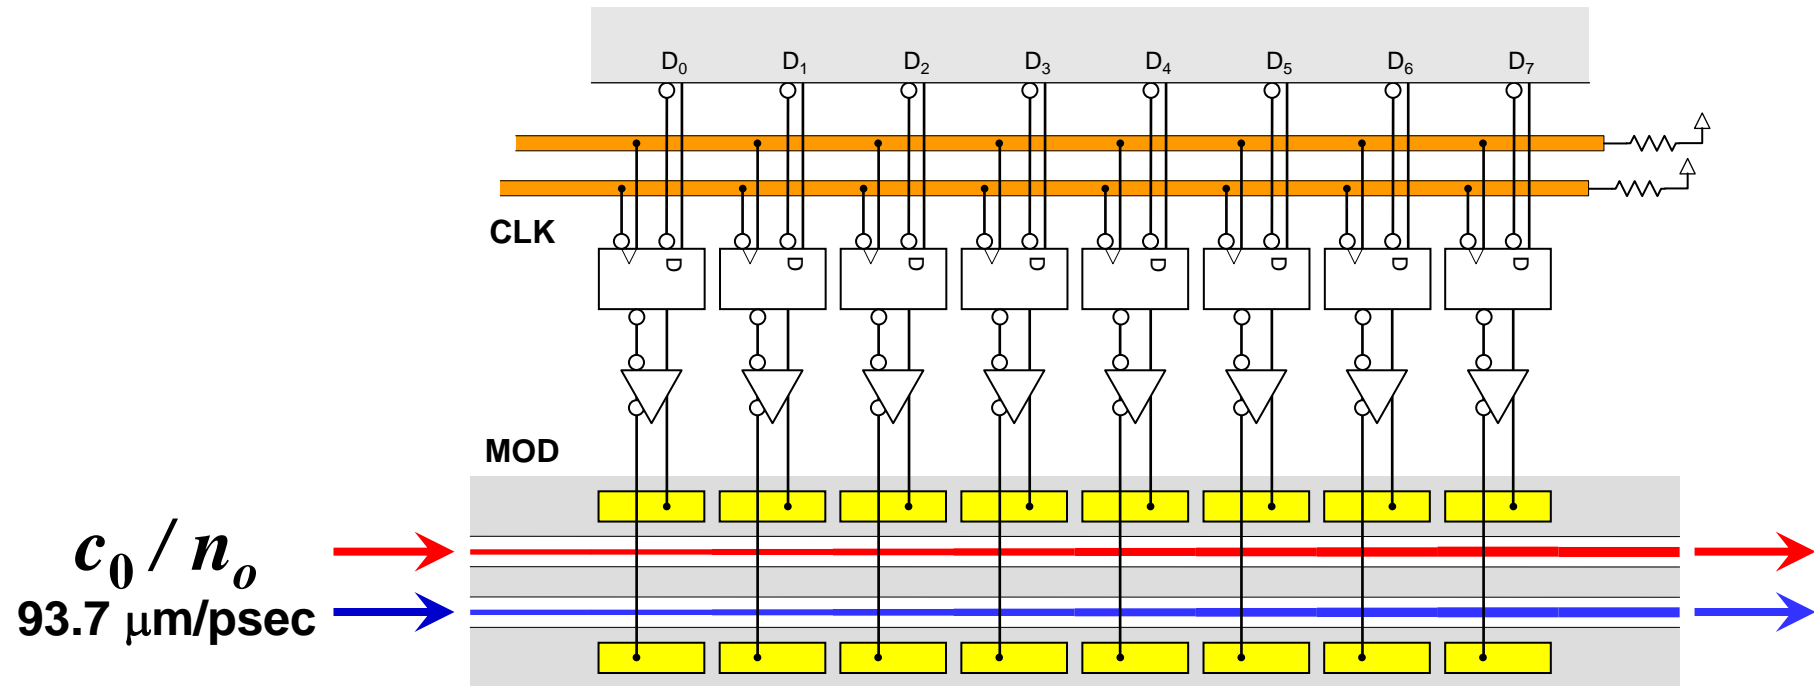 D₀ D₁ D₂ D₃ D₄ D₅ D₆ D₇
CLK
D D D D D D D D
MOD
c₀ / nₒ
93.7 μm/psec